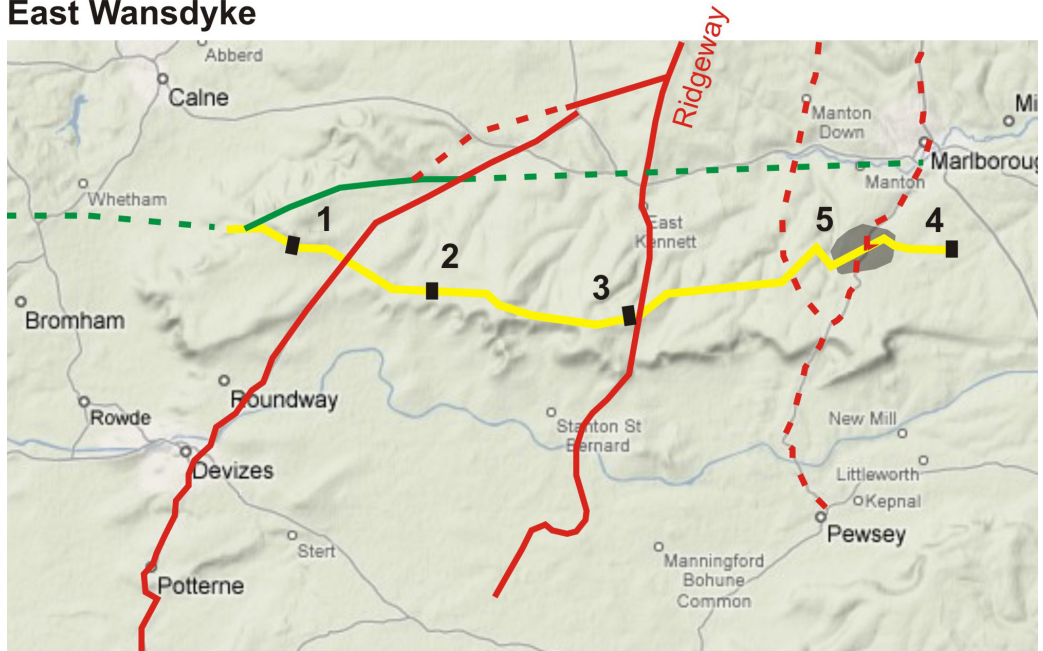 East Wansdyke
Abberd
Calne
Ridgeway
Manton
Down
Mi
Marlboroug
Manton
Whetham
East
Kennett
1
2
3
5
4
Bromham
Roundway
Rowde
Stanton St
Bernard
New Mill
Devizes
Littleworth
Kepnal
Pewsey
Stert
Manningford
Bohune
Common
Potterne